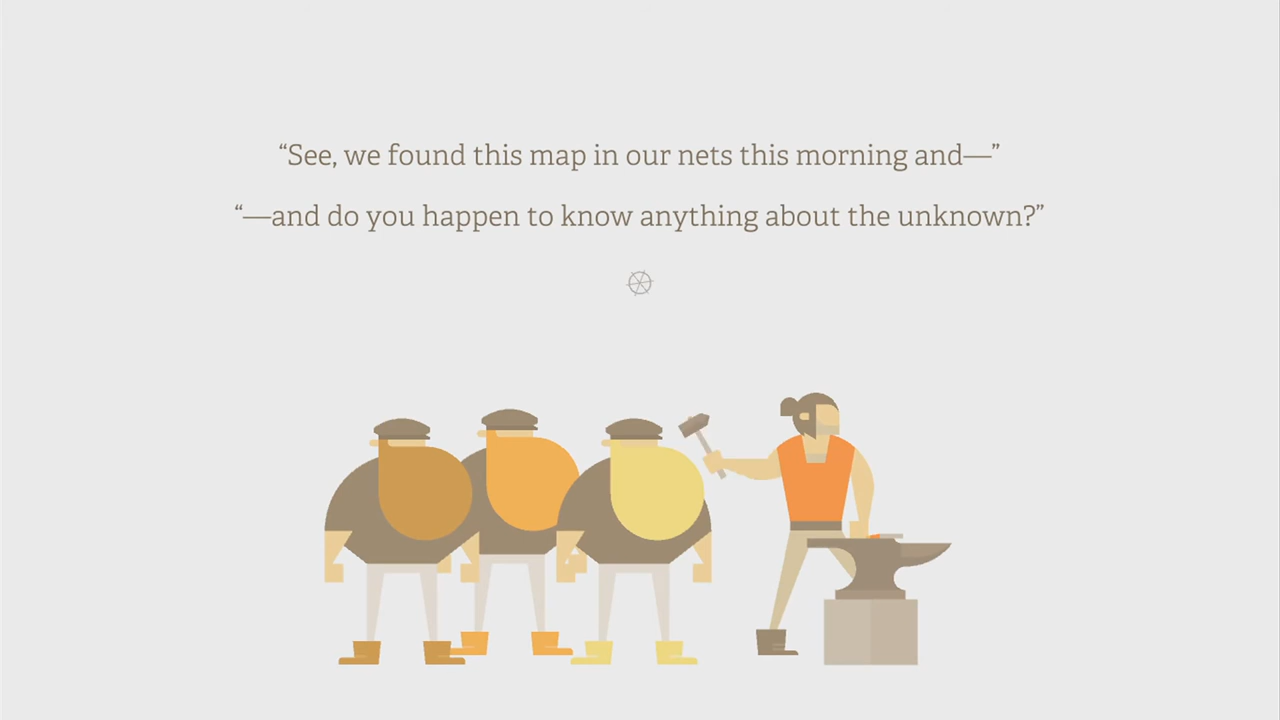 “See, we found this map in our nets this morning and—”
“—and do you happen to know anything about the unknown?”